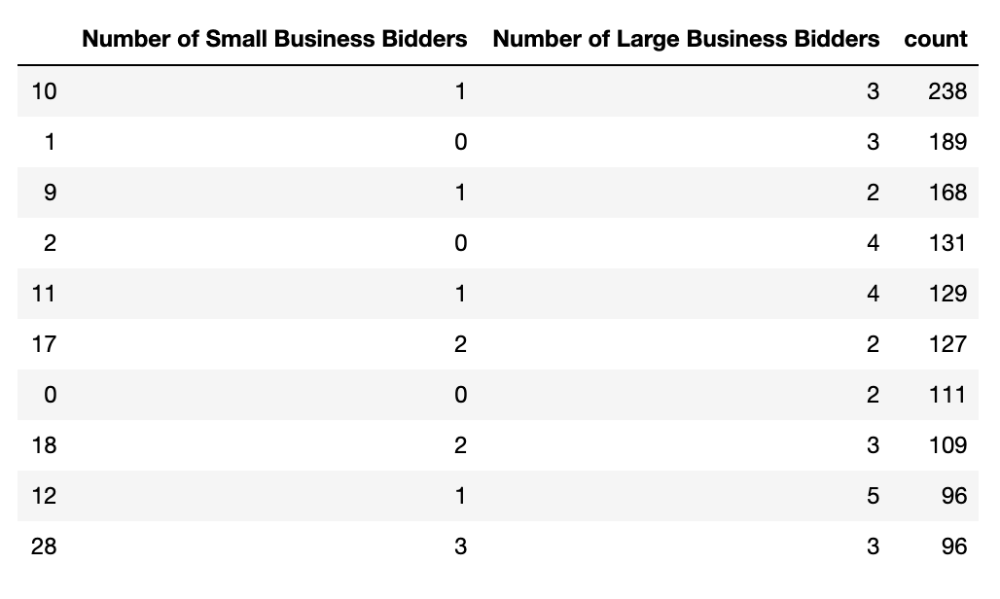 Number of Small Business Bidders Number of Large Business Bidders count
10 1 3 238
1 0 3 189
9 1 2 168
2 0 4 131
11 1 4 129
17 2 2 127
0 0 2 111
18 2 3 109
12 1 5 96
28 3 3 96